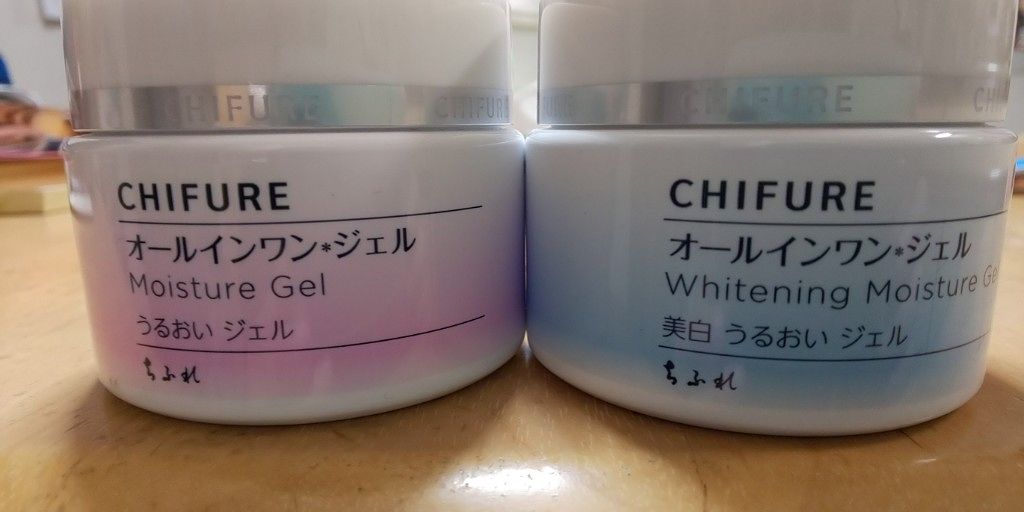 CHIFURE
CHIFURE
CHIFURE
オールインワン*ジェル
Moisture Gel
うるおい ジェル
ちふれ
CHIFURE
CHIFURE
オールインワン*ジェル
Whitening Moisture
美白 うるおい ジェル
ちふれ